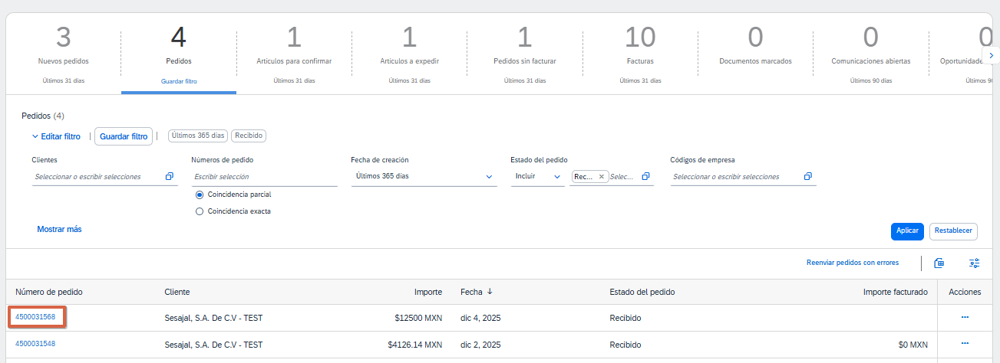 3 4 1 1 1 10 0 0 0
Nuevos pedidos Pedidos Artículos para confirmar Artículos a expedir Pedidos sin facturar Facturas Documentos marcados Comunicaciones abiertas Oportunidade
Últimos 31 días Guardar filtro Últimos 31 días Últimos 31 días Últimos 31 días Últimos 31 días Últimos 90 días Últimos 9
Pedidos (4)
Editar filtro | Guardar filtro | Últimos 365 días Recibido
Clientes Números de pedido Fecha de creación Estado del pedido Códigos de empresa
Seleccionar o escribir selecciones Escribir selección Últimos 365 días Incluir Rec... × Selec... Seleccionar o escribir selecciones
Coincidencia parcial
Coincidencia exacta
Mostrar más Aplicar Restablecer
Reenviar pedidos con errores
Número de pedido Cliente Importe Fecha ↓ Estado del pedido Importe facturado Acciones
4500031568 Sesajal, S.A. De C.V - TEST $12500 MXN dic 4, 2025 Recibido ...
4500031548 Sesajal, S.A. De C.V - TEST $4126.14 MXN dic 2, 2025 Recibido $0 MXN ...